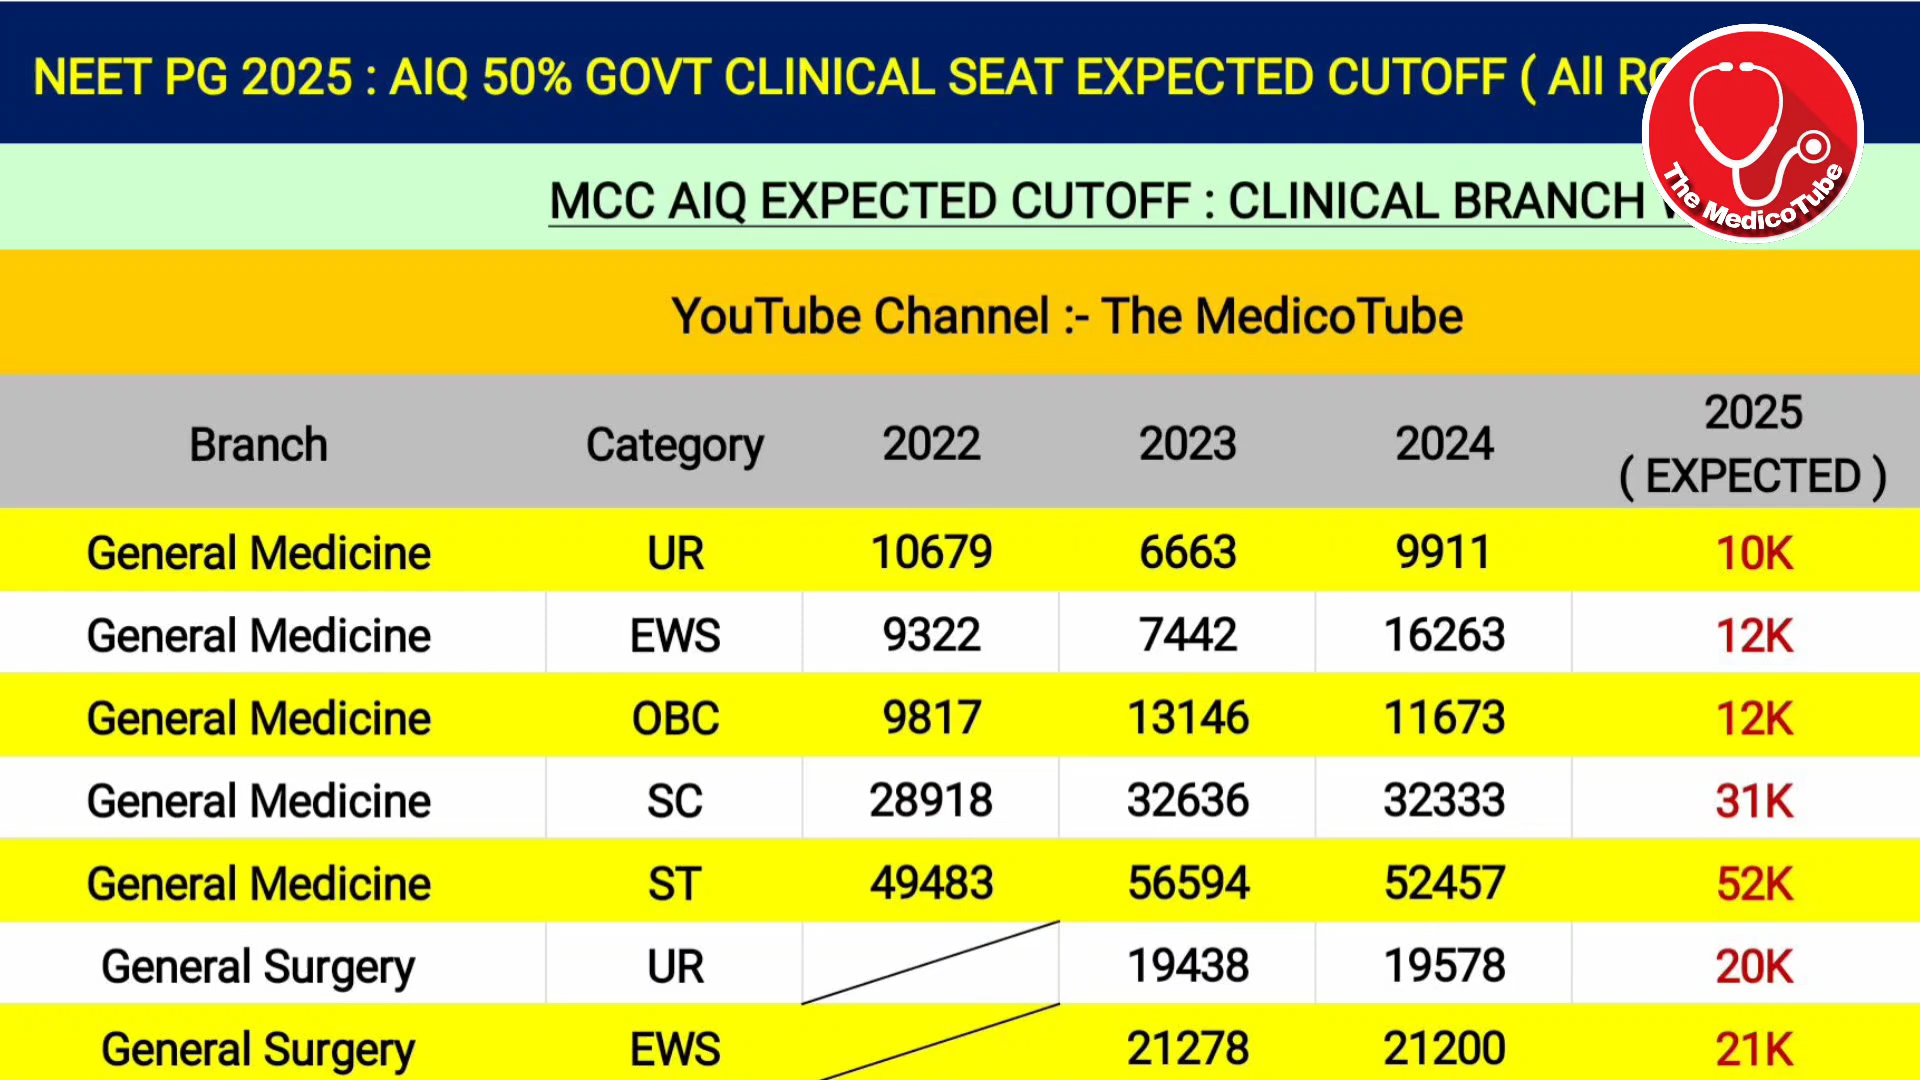 NEET PG 2025 : AIQ 50% GOVT CLINICAL SEAT EXPECTED CUTOFF ( All
The MedicoTube
MCC AIQ EXPECTED CUTOFF : CLINICAL BRANCH
YouTube Channel :- The MedicoTube
Branch Category 2022 2023 2024 2025 ( EXPECTED )
General Medicine UR 10679 6663 9911 10K
General Medicine EWS 9322 7442 16263 12K
General Medicine OBC 9817 13146 11673 12K
General Medicine SC 28918 32636 32333 31K
General Medicine ST 49483 56594 52457 52K
General Surgery UR 19438 19578 20K
General Surgery EWS 21278 21200 21K